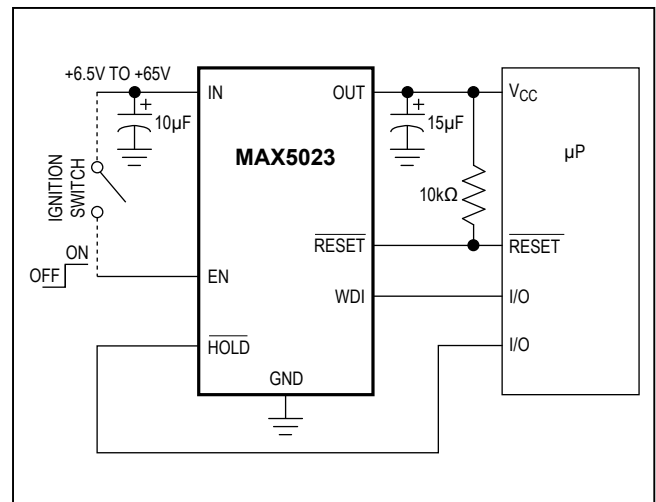 +6.5V TO +65V
IN
OUT
VCC
+
10µF
+
15µF
MAX5023
µP
IGNITION
SWITCH
10kΩ
RESET
RESET
ON
OFF
EN
WDI
I/O
HOLD
I/O
GND